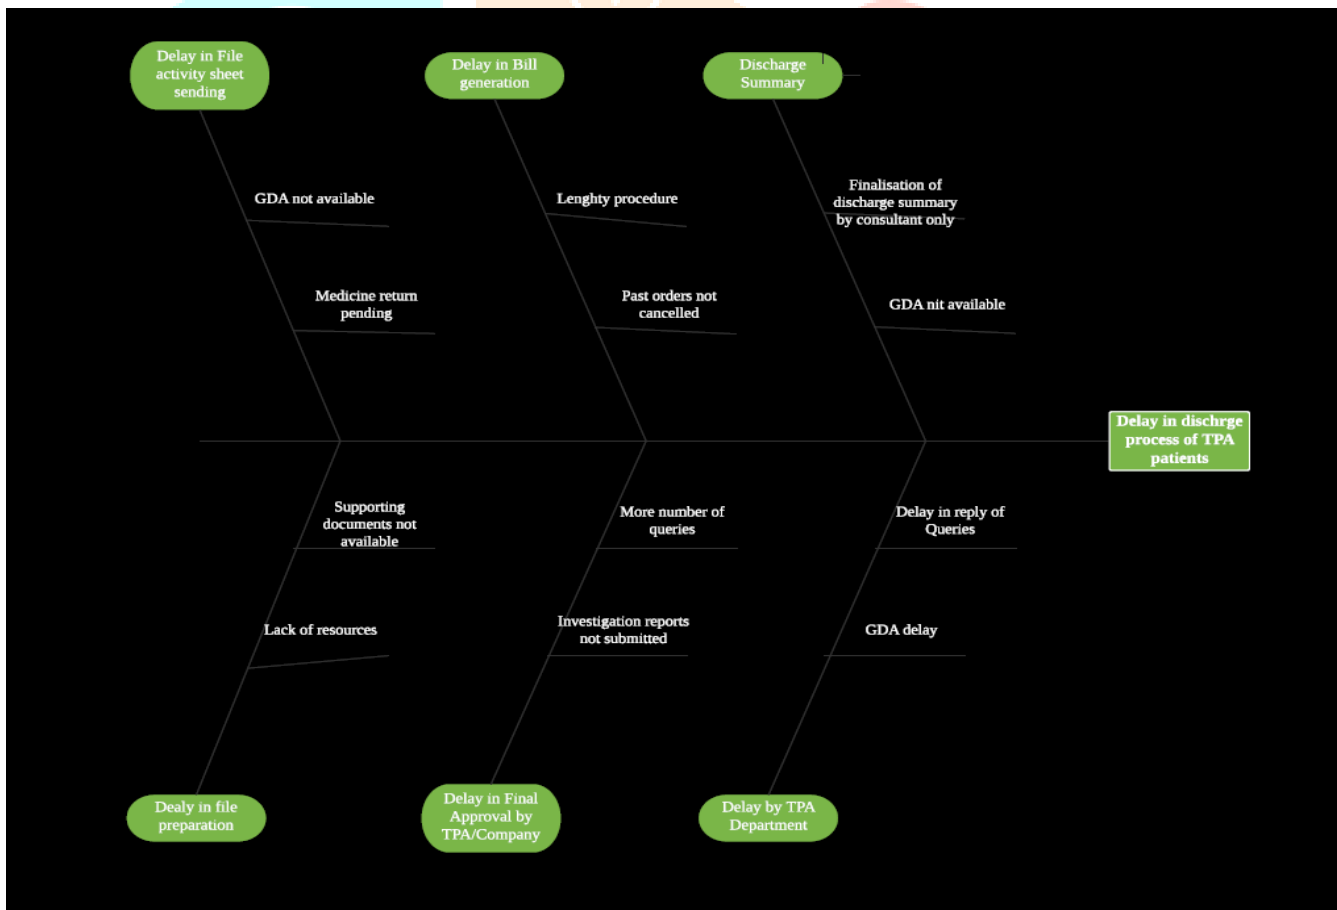 Delay in File
activity sheet
sending
Delay in Bill
generation
Discharge
Summary
GDA not available
Lenghty procedure
Finalisation of
discharge summary
by consultant only
Medicine return
pending
Past orders not
cancelled
GDA nit available
Delay in dischrge
process of TPA
patients
Supporting
documents not
available
More number of
queries
Delay in reply of
Queries
Lack of resources
Investigation reports
not submitted
GDA delay
Dealy in file
preparation
Delay in Final
Approval by
TPA/Company
Delay by TPA
Department